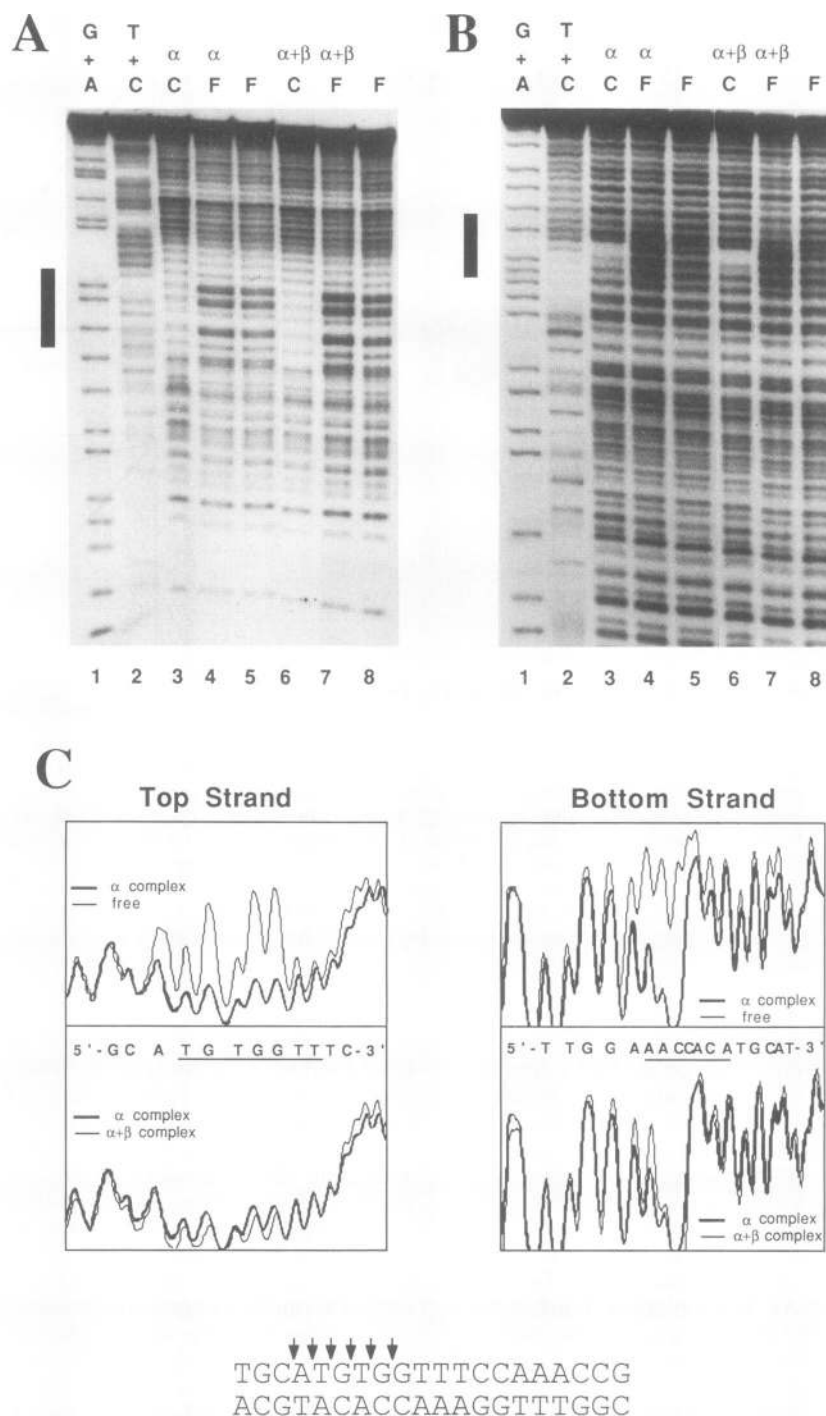 A
G T
+ + α α α+β α+β
A C C F F C F F
1 2 3 4 5 6 7 8
B
G T
+ + α α α+β α+β
A C C F F C F F
1 2 3 4 5 6 7 8
C
Top Strand
α complex
free
5'-GC A TG TGGTTTC-3'
α complex
α+β complex
Bottom Strand
α complex
free
5'-T TGG AAACCACATGCAT-3'
α complex
α+β complex
TGCATGTGGTTTCCAAACCG
ACGTACACCAAAGGTTTGGC